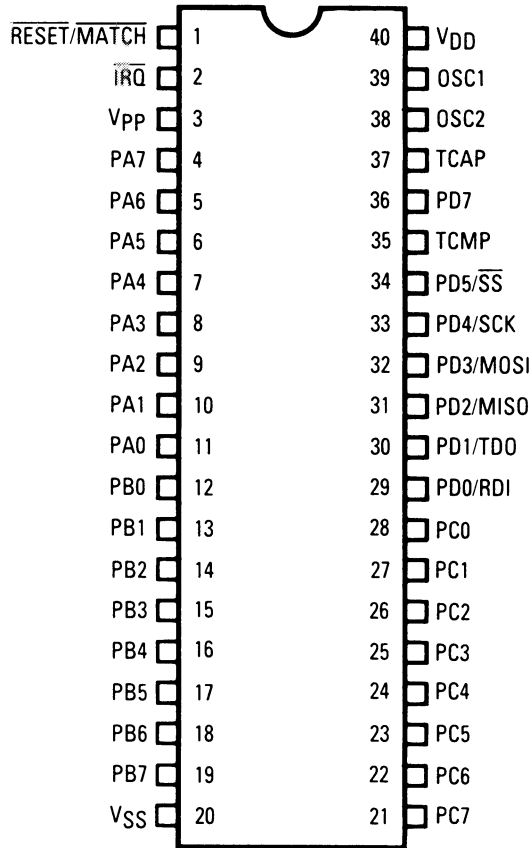 RESET/MATCH 1 40 VDD
IRQ 2 39 OSC1
VPP 3 38 OSC2
PA7 4 37 TCAP
PA6 5 36 PD7
PA5 6 35 TCMP
PA4 7 34 PD5/SS
PA3 8 33 PD4/SCK
PA2 9 32 PD3/MOSI
PA1 10 31 PD2/MISO
PA0 11 30 PD1/TDO
PB0 12 29 PD0/RDI
PB1 13 28 PC0
PB2 14 27 PC1
PB3 15 26 PC2
PB4 16 25 PC3
PB5 17 24 PC4
PB6 18 23 PC5
PB7 19 22 PC6
VSS 20 21 PC7